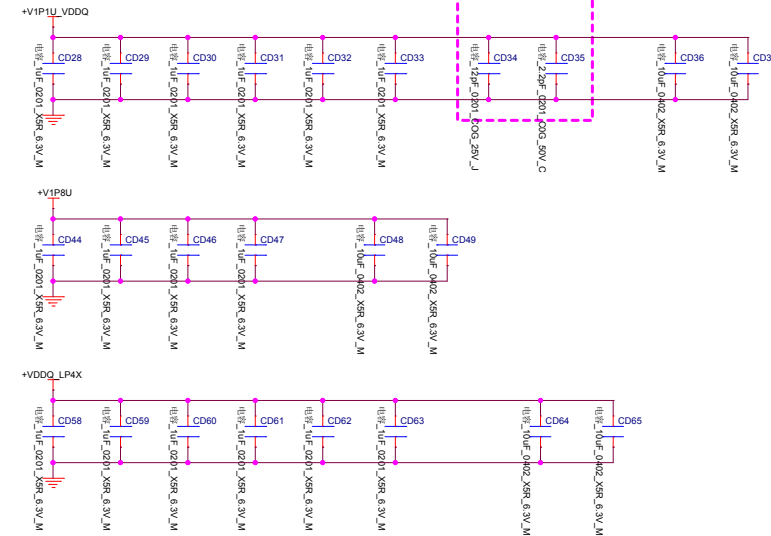 +V1P1U_VDDQ
CD28
CD29
CD30
CD31
CD32
CD33
CD34
CD35
CD36
CD3
电容_1uF_0201_X5R_6.3V_M
电容_1uF_0201_X5R_6.3V_M
电容_1uF_0201_X5R_6.3V_M
电容_1uF_0201_X5R_6.3V_M
电容_1uF_0201_X5R_6.3V_M
电容_1uF_0201_X5R_6.3V_M
电容_12pF_0201_COG_25V_J
电容_2.2pF_0201_C0G_50V_C
电容_10uF_0402_X5R_6.3V_M
电容_10uF_0402_X5R_6.3V_M
+V1P8U
CD44
CD45
CD46
CD47
CD48
CD49
电容_1uF_0201_X5R_6.3V_M
电容_1uF_0201_X5R_6.3V_M
电容_1uF_0201_X5R_6.3V_M
电容_1uF_0201_X5R_6.3V_M
电容_10uF_0402_X5R_6.3V_M
电容_10uF_0402_X5R_6.3V_M
+VDDQ_LP4X
CD58
CD59
CD60
CD61
CD62
CD63
CD64
CD65
电容_1uF_0201_X5R_6.3V_M
电容_1uF_0201_X5R_6.3V_M
电容_1uF_0201_X5R_6.3V_M
电容_1uF_0201_X5R_6.3V_M
电容_1uF_0201_X5R_6.3V_M
电容_1uF_0201_X5R_6.3V_M
电容_10uF_0402_X5R_6.3V_M
电容_10uF_0402_X5R_6.3V_M